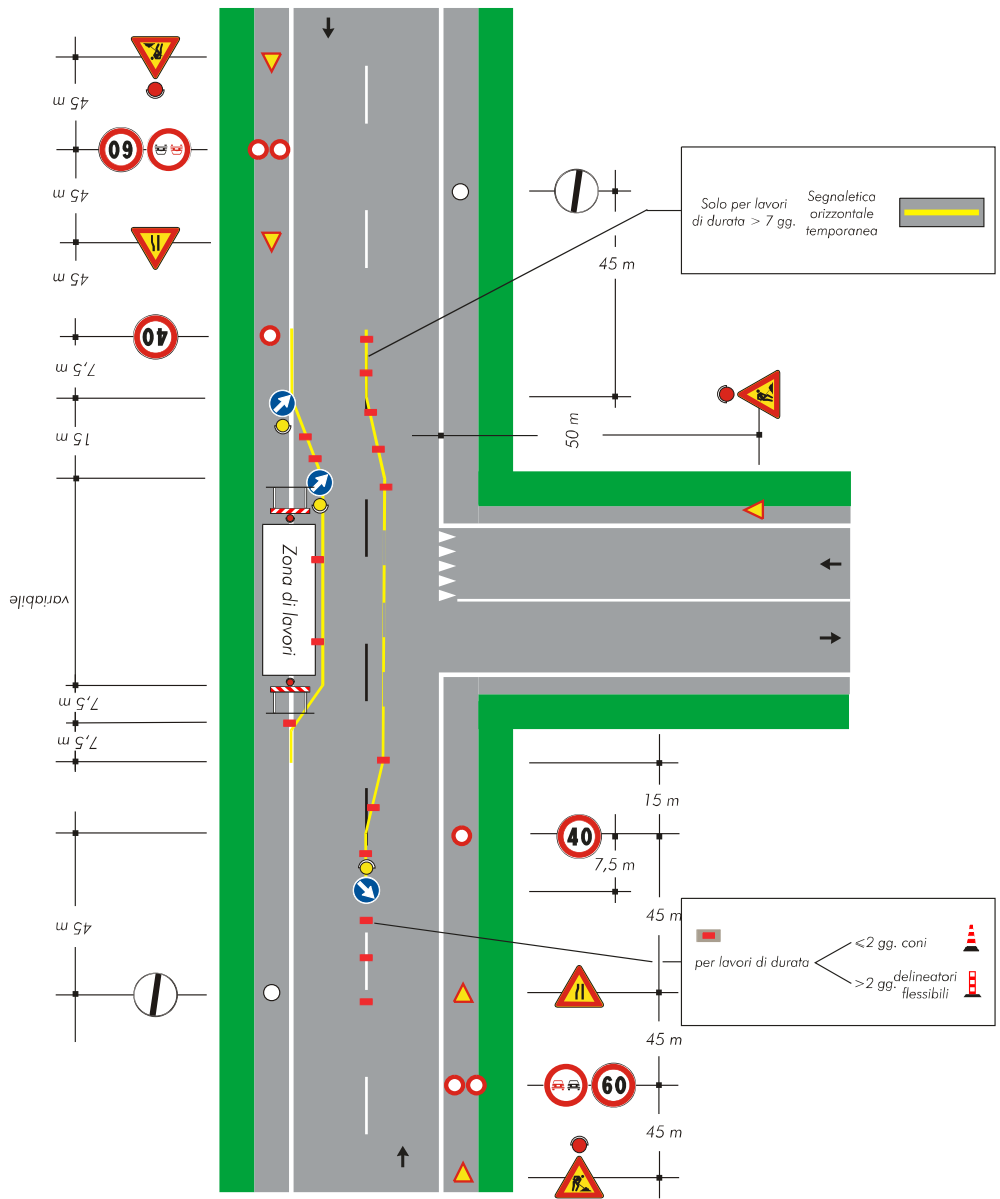 45 m
60
45 m
45 m
40
7,5 m
15 m
variabile
7,5 m
7,5 m
45 m
Zona di lavori
45 m
50 m
Solo per lavori
di durata > 7 gg.
Segnaletica
orizzontale
temporanea
15 m
40
7,5 m
45 m
per lavori di durata
≤2 gg. coni
>2 gg. delineatori
flessibili
45 m
60
45 m